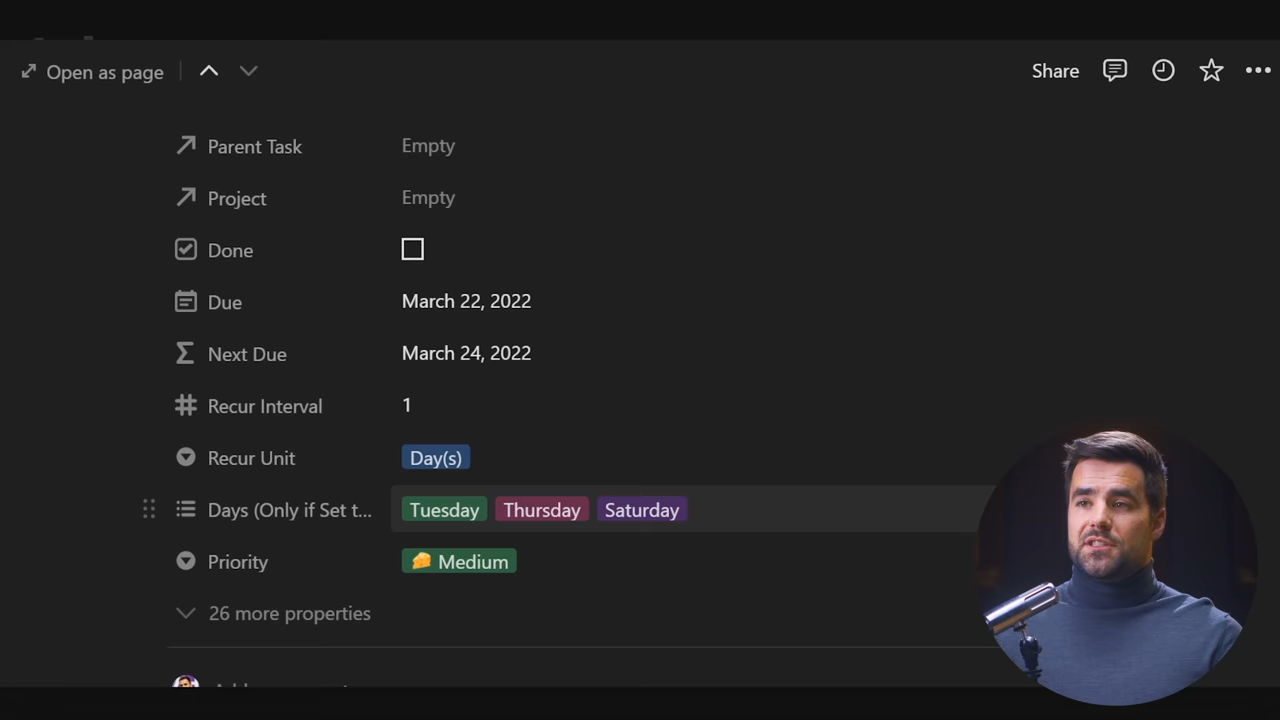 Open as page
Share
Parent Task Empty
Project Empty
Done
Due March 22, 2022
Next Due March 24, 2022
Recur Interval 1
Recur Unit Day(s)
Days (Only if Set t... Tuesday Thursday Saturday
Priority Medium
26 more properties